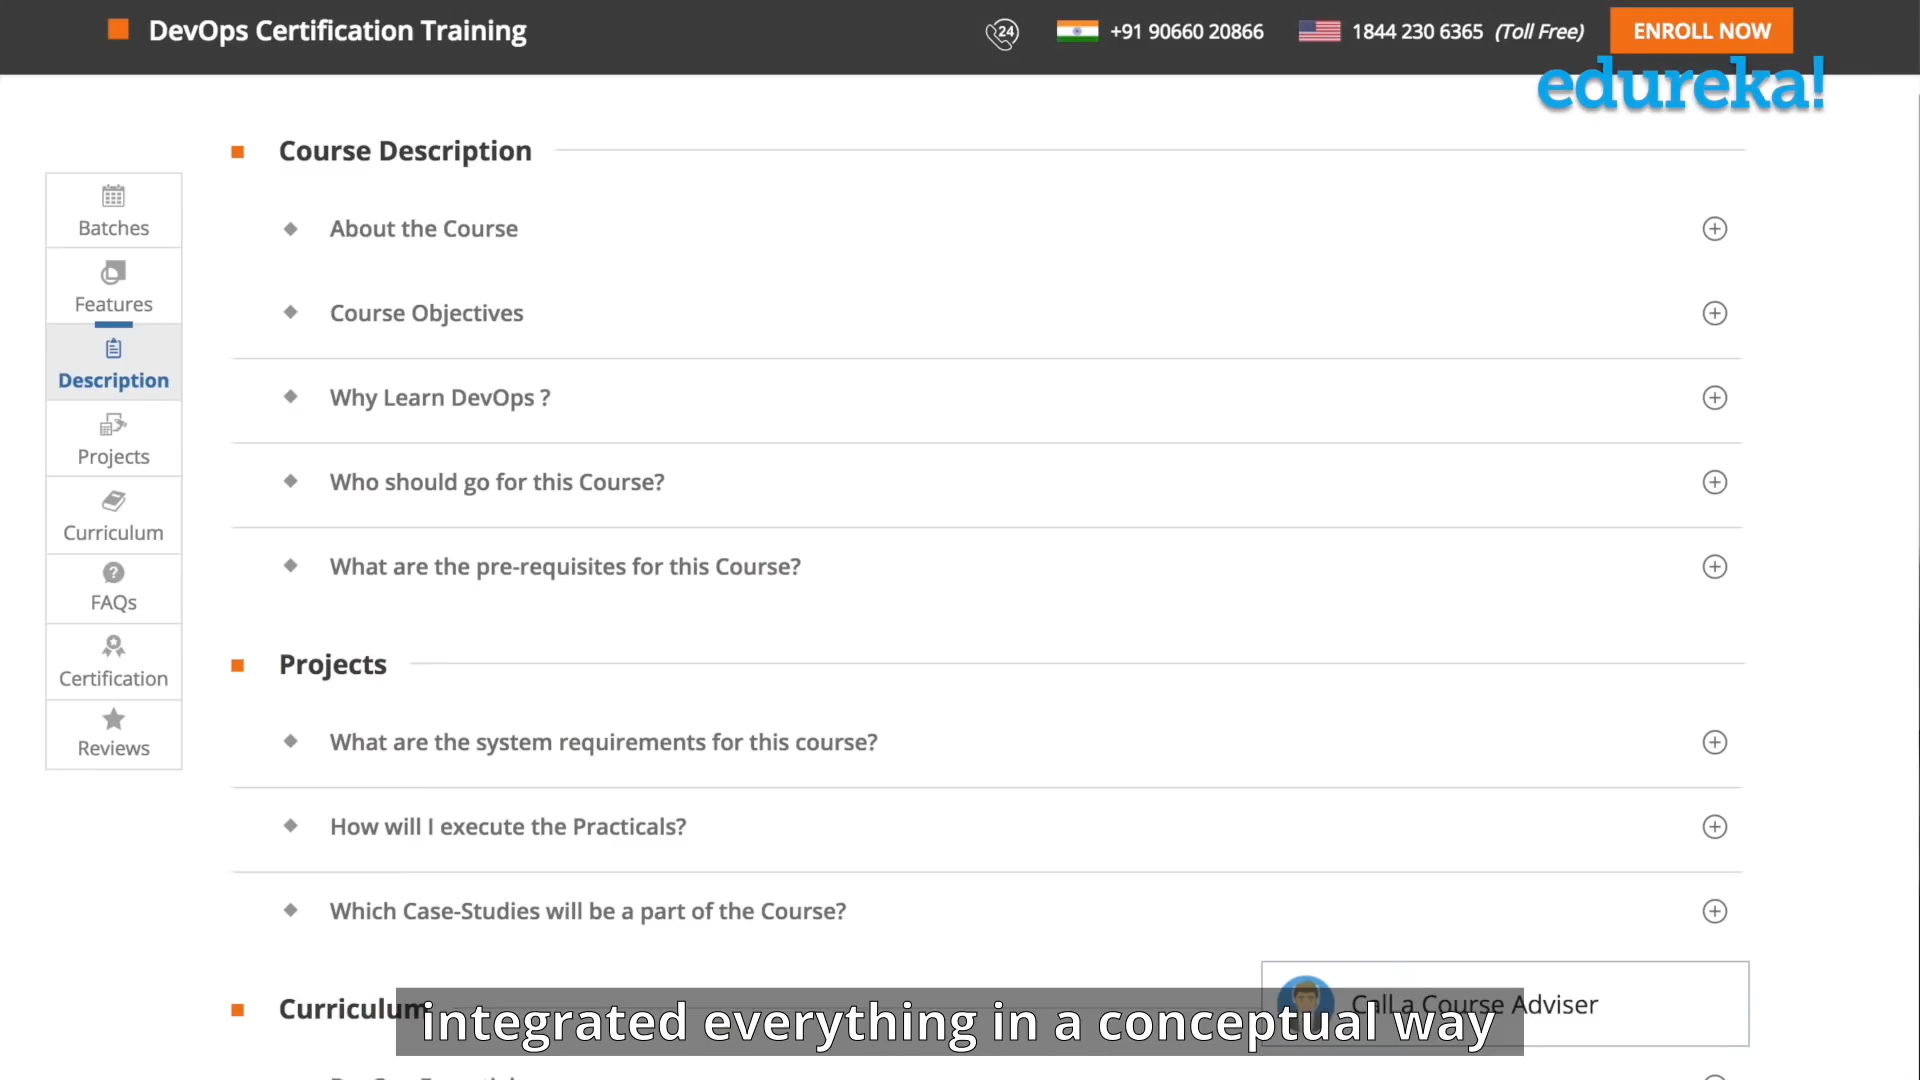 DevOps Certification Training
24
+91 90660 20866
1844 230 6365 (Toll Free)
ENROLL NOW
edureka!
Course Description
Batches
About the Course
Features
Course Objectives
Description
Why Learn DevOps ?
Projects
Who should go for this Course?
Curriculum
What are the pre-requisites for this Course?
FAQs
Certification
Projects
Reviews
What are the system requirements for this course?
How will I execute the Practicals?
Which Case-Studies will be a part of the Course?
Curriculum
Call a Course Adviser
integrated everything in a conceptual way